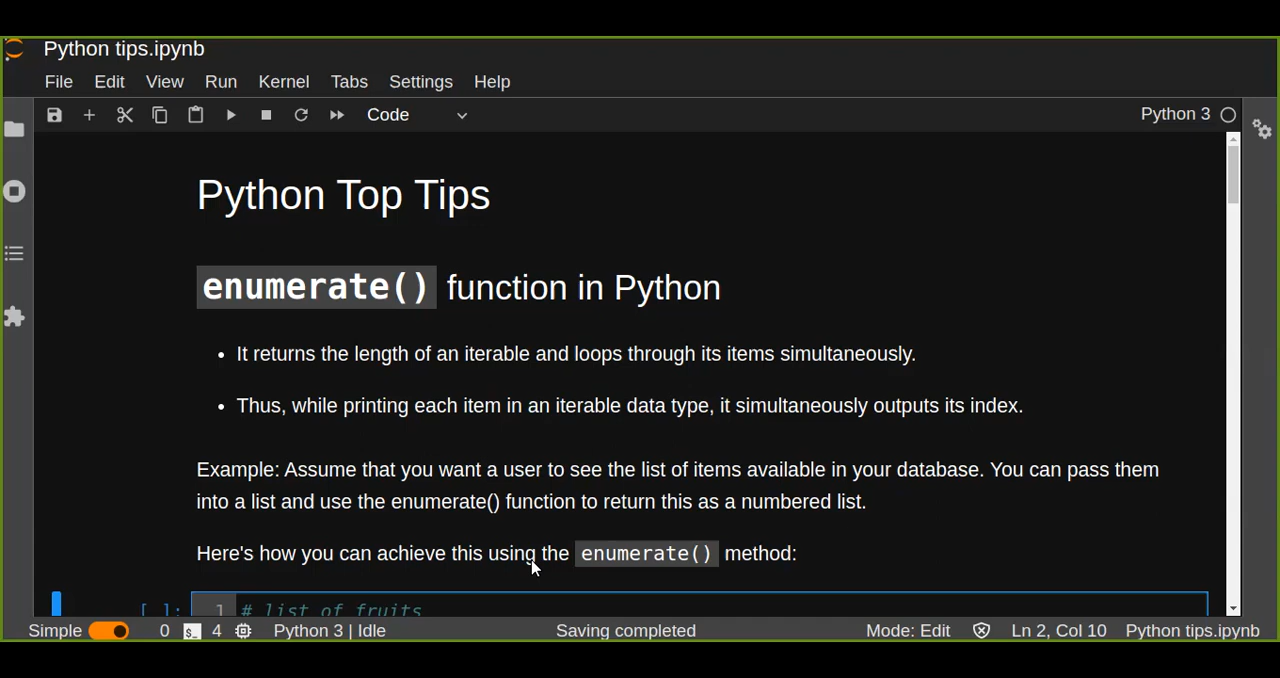 Python tips.ipynb
File Edit View Run Kernel Tabs Settings Help
Code Python 3
Python Top Tips
enumerate() function in Python
• It returns the length of an iterable and loops through its items simultaneously.
• Thus, while printing each item in an iterable data type, it simultaneously outputs its index.
Example: Assume that you want a user to see the list of items available in your database. You can pass them
into a list and use the enumerate() function to return this as a numbered list.
Here's how you can achieve this using the enumerate() method:
[ ]: 1 # list of fruits
Simple 0 $_ 4 Python 3 | Idle Saving completed Mode: Edit Ln 2, Col 10 Python tips.ipynb